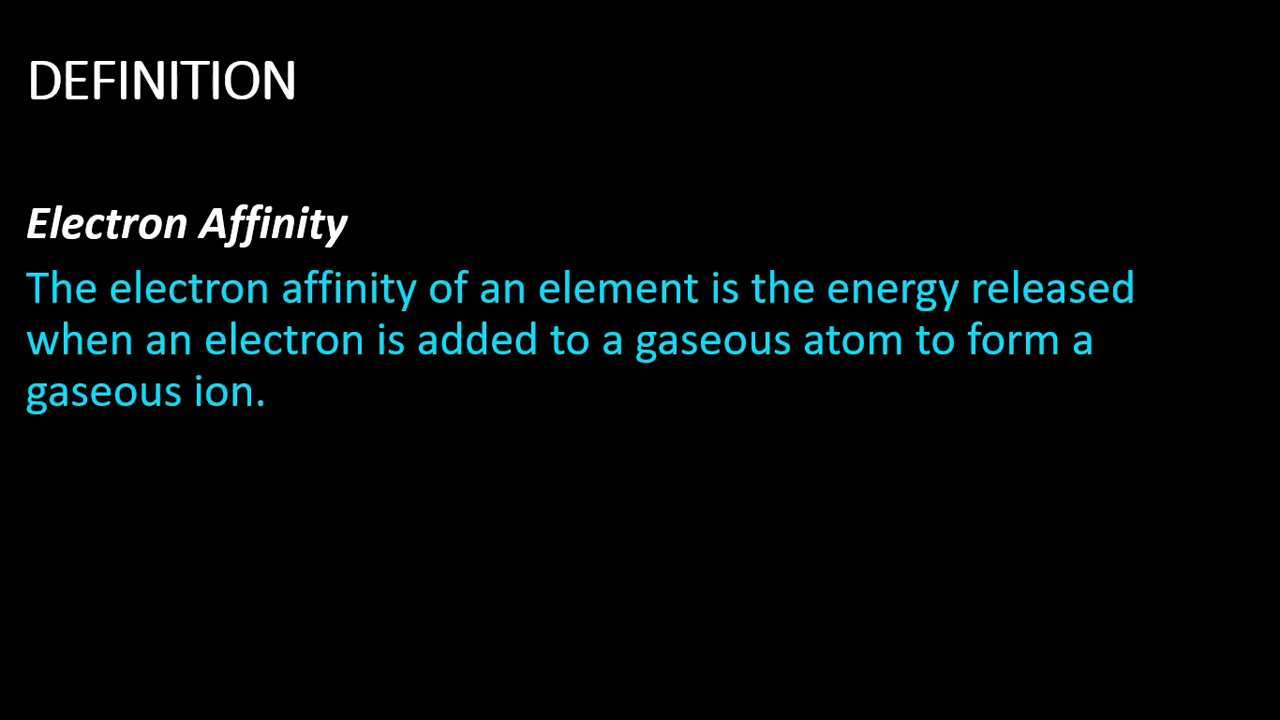 DEFINITION
Electron Affinity
The electron affinity of an element is the energy released
when an electron is added to a gaseous atom to form a
gaseous ion.